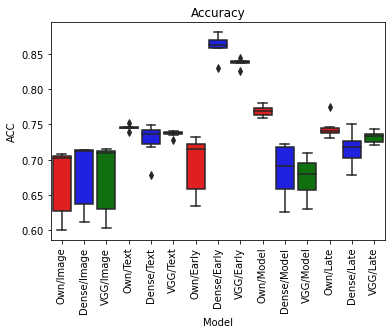 Accuracy
ACC
0.85
0.80
0.75
0.70
0.65
0.60
Own/Image
Dense/Image
VGG/Image
Own/Text
Dense/Text
VGG/Text
Own/Early
Dense/Early
VGG/Early
Own/Model
Dense/Model
VGG/Model
Own/Late
Dense/Late
VGG/Late
Model